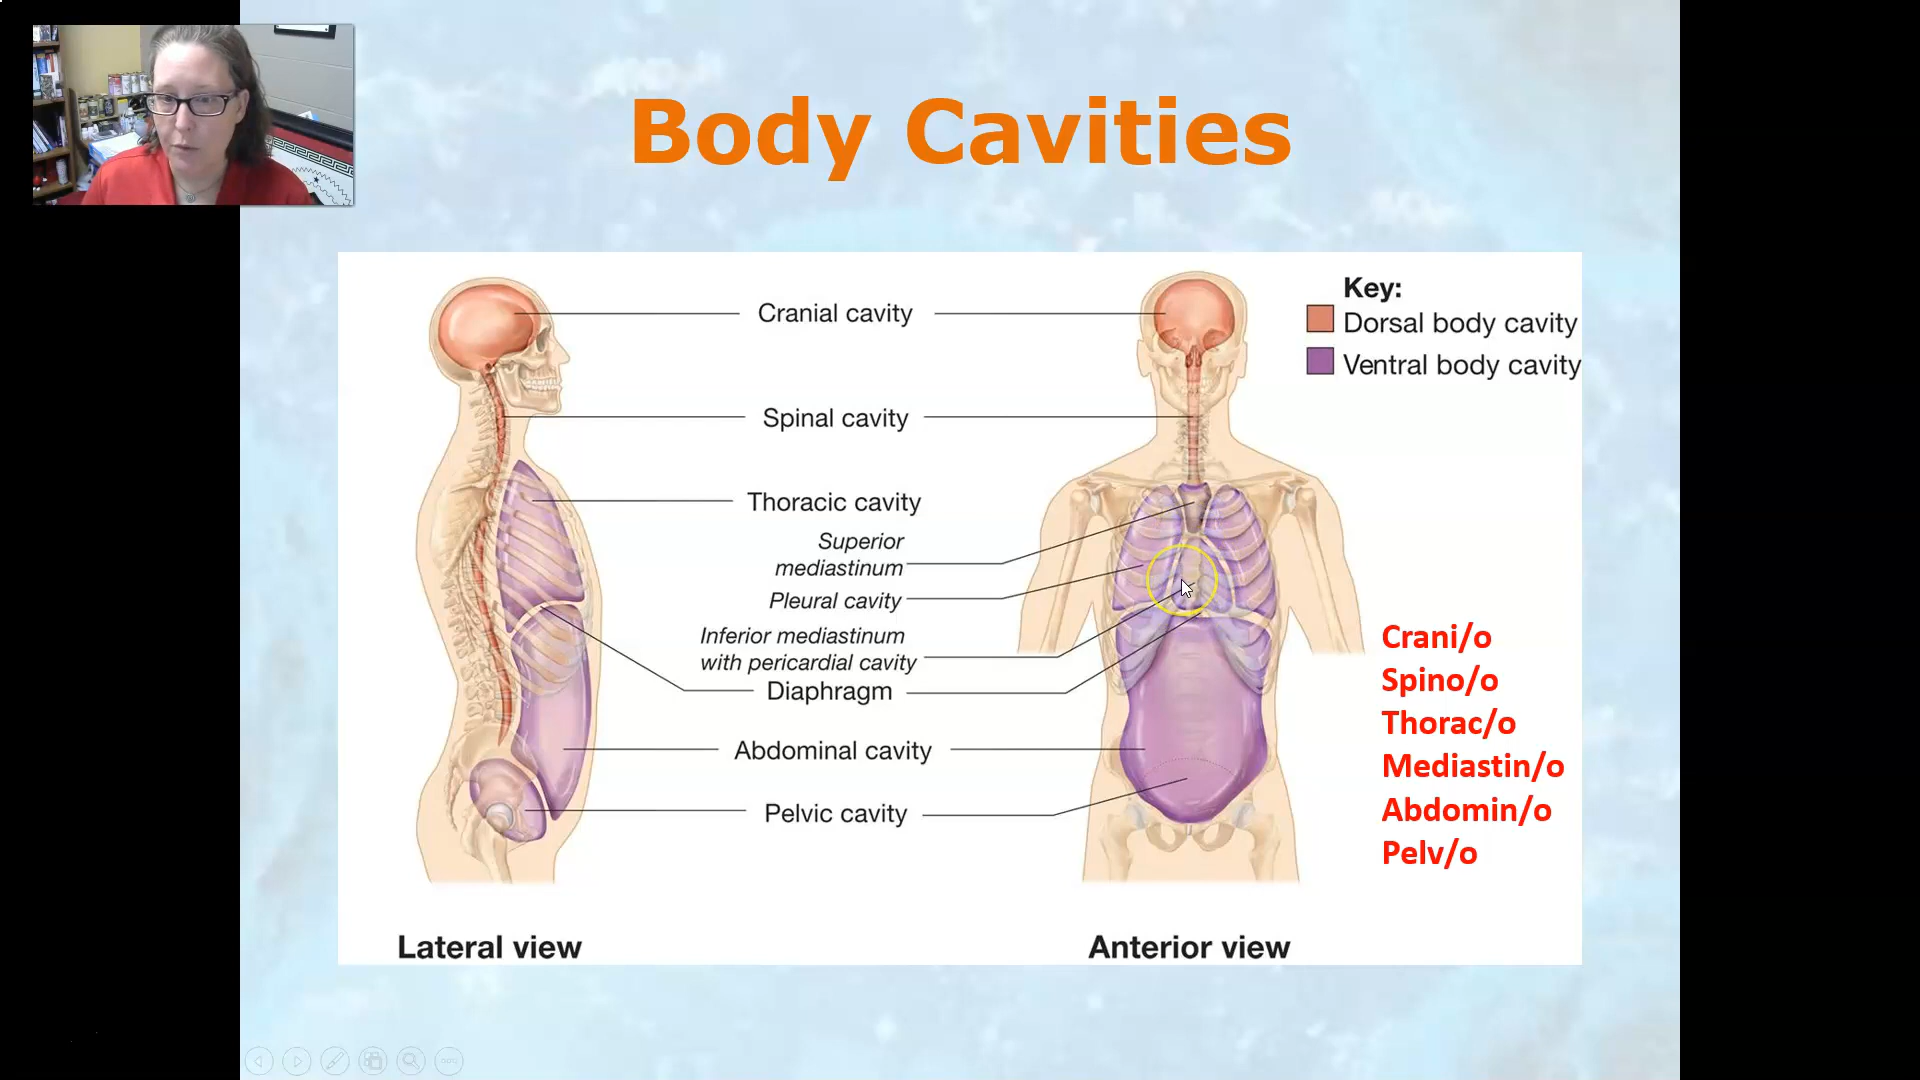 Body Cavities
Key:
Dorsal body cavity
Ventral body cavity
Cranial cavity
Spinal cavity
Thoracic cavity
Superior
mediastinum
Pleural cavity
Inferior mediastinum
with pericardial cavity
Diaphragm
Abdominal cavity
Pelvic cavity
Crani/o
Spino/o
Thorac/o
Mediastin/o
Abdomin/o
Pelv/o
Lateral view
Anterior view